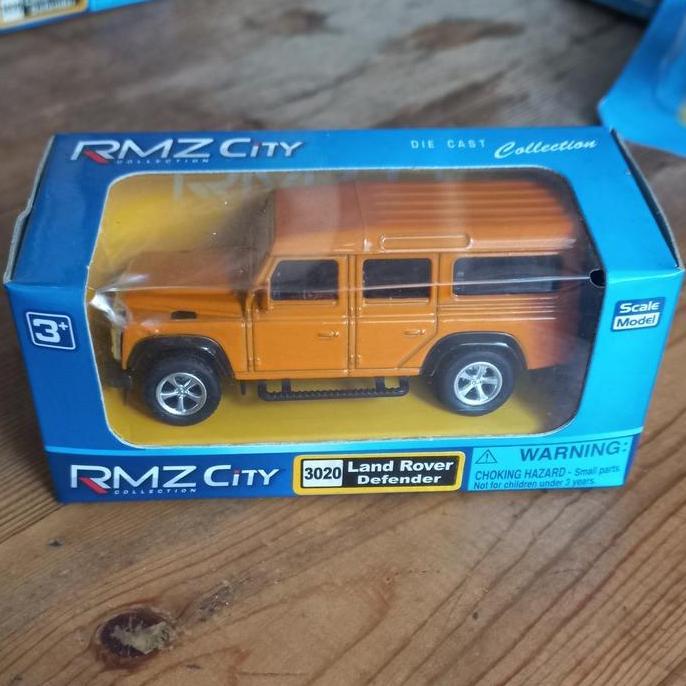 RMZ CiTY
COLLECTION
DIE CAST Collection
3+
Scale
Model
RMZ CiTY
COLLECTION
3020 Land Rover
Defender
WARNING:
CHOKING HAZARD - Small parts.
Not for children under 3 years.